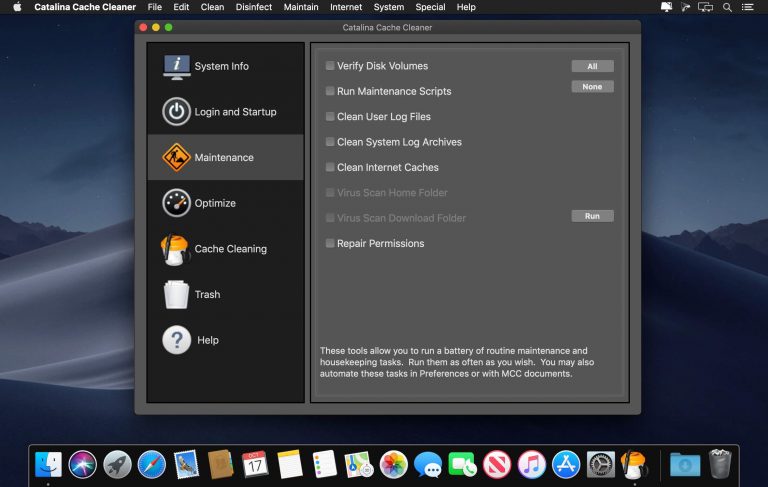 Catalina Cache Cleaner File Edit Clean Disinfect Maintain Internet System Special Help
Catalina Cache Cleaner
System Info
Login and Startup
Maintenance
Optimize
Cache Cleaning
Trash
Help
Verify Disk Volumes
All
Run Maintenance Scripts
None
Clean User Log Files
Clean System Log Archives
Clean Internet Caches
Virus Scan Home Folder
Virus Scan Download Folder
Run
Repair Permissions
These tools allow you to run a battery of routine maintenance and
housekeeping tasks. Run them as often as you wish. You may also
automate these tasks in Preferences or with MCC documents.
OCT
17